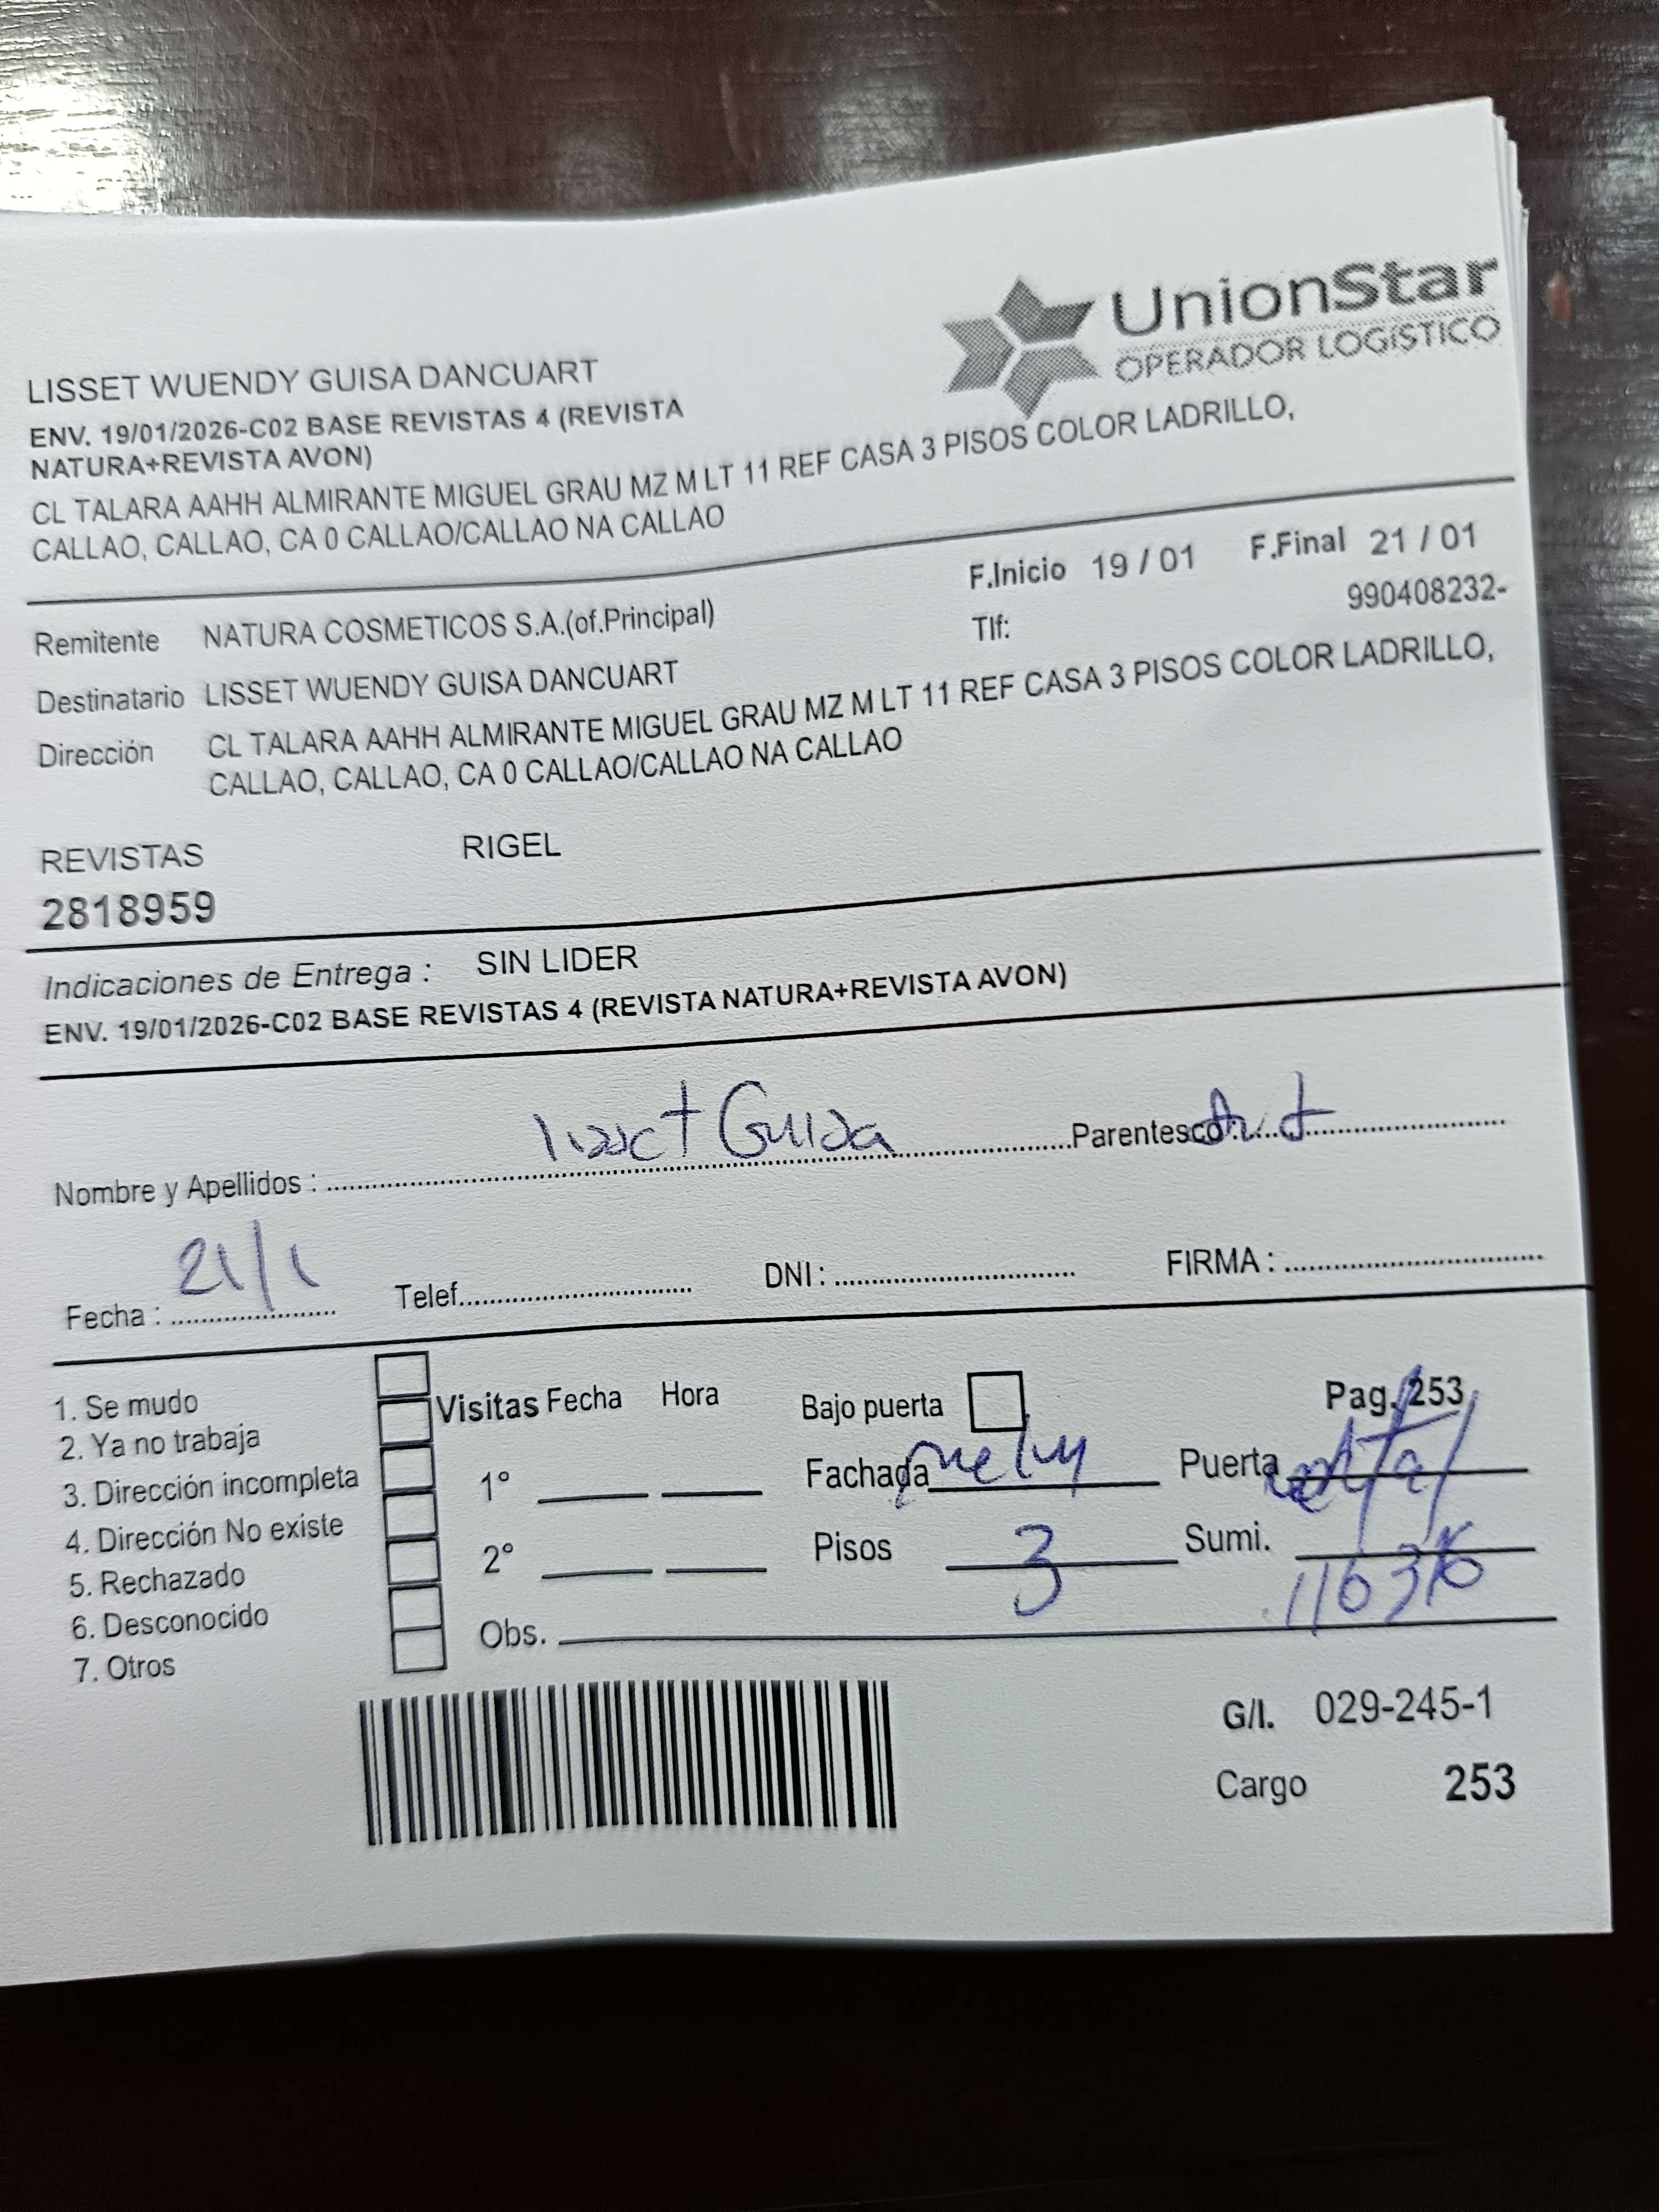 UnionStar
OPERADOR LOGÍSTICO
LISSET WUENDY GUISA DANCUART
ENV. 19/01/2026-C02 BASE REVISTAS 4 (REVISTA
NATURA+REVISTA AVON)
CL TALARA AAHH ALMIRANTE MIGUEL GRAU MZ M LT 11 REF CASA 3 PISOS COLOR LADRILLO,
CALLAO, CALLAO, CA 0 CALLAO/CALLAO NA CALLAO
F.Inicio 19 / 01 F.Final 21 / 01
Remitente NATURA COSMETICOS S.A.(of.Principal) Tlf: 990408232-
Destinatario LISSET WUENDY GUISA DANCUART
Dirección CL TALARA AAHH ALMIRANTE MIGUEL GRAU MZ M LT 11 REF CASA 3 PISOS COLOR LADRILLO,
CALLAO, CALLAO, CA 0 CALLAO/CALLAO NA CALLAO
REVISTAS RIGEL
2818959
Indicaciones de Entrega : SIN LIDER
ENV. 19/01/2026-C02 BASE REVISTAS 4 (REVISTA NATURA+REVISTA AVON)
Nombre y Apellidos : Lisset Guisa Parentesco :
Fecha : 21/1 Telef. DNI : FIRMA :
1. Se mudo
2. Ya no trabaja
3. Dirección incompleta
4. Dirección No existe
5. Rechazado
6. Desconocido
7. Otros
Visitas Fecha Hora
1°
2°
Obs.
Bajo puerta Pag. 253
Fachada Puerta
Pisos 3 Sumi.
G/I. 029-245-1
Cargo 253